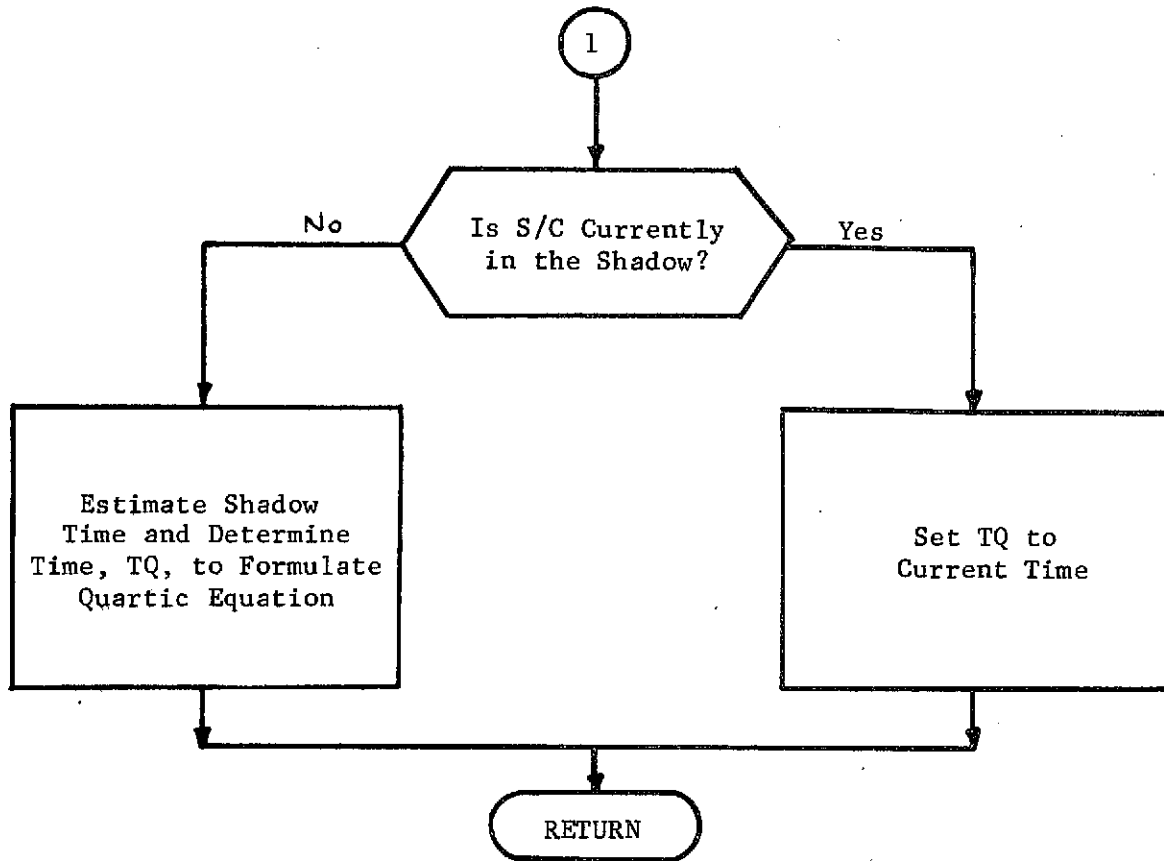 1
Is S/C Currently
in the Shadow?
No
Yes
Estimate Shadow
Time and Determine
Time, TQ, to Formulate
Quartic Equation
Set TQ to
Current Time
RETURN